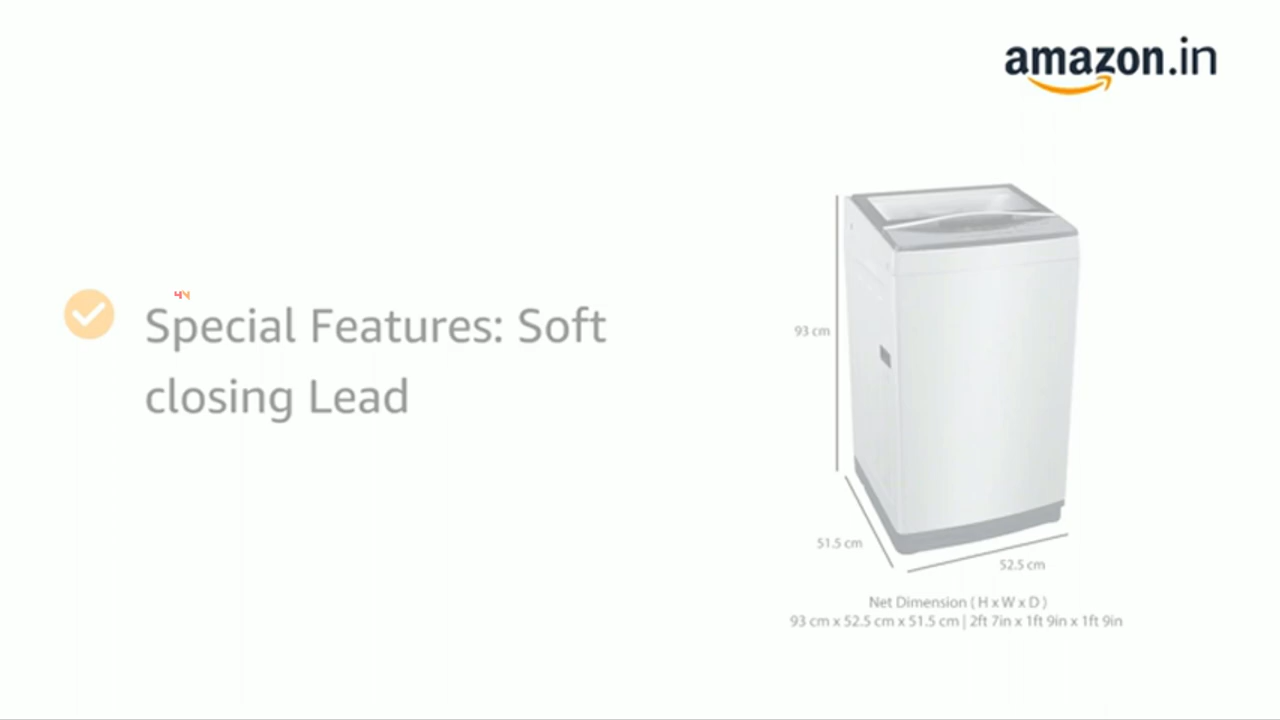 amazon.in
Special Features: Soft
closing Lead
93 cm
51.5 cm
52.5 cm
Net Dimension ( H x W x D )
93 cm x 52.5 cm x 51.5 cm | 2ft 7in x 1ft 9in x 1ft 9in